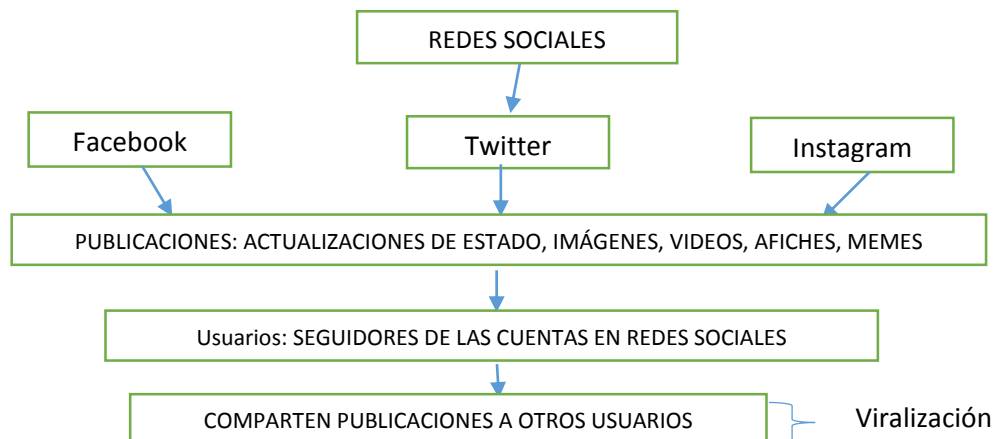 REDES SOCIALES
Facebook
Twitter
Instagram
PUBLICACIONES: ACTUALIZACIONES DE ESTADO, IMÁGENES, VIDEOS, AFICHES, MEMES
Usuarios: SEGUIDORES DE LAS CUENTAS EN REDES SOCIALES
COMPARTEN PUBLICACIONES A OTROS USUARIOS
Viralización